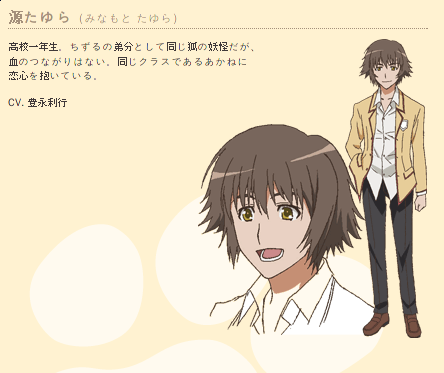 源たゆら (みなもと たゆら)
高校一年生。ちずるの弟分として同じ狐の妖怪だが、
血のつながりはない。同じクラスであるあかねに
恋心を抱いている。
CV. 豊永利行